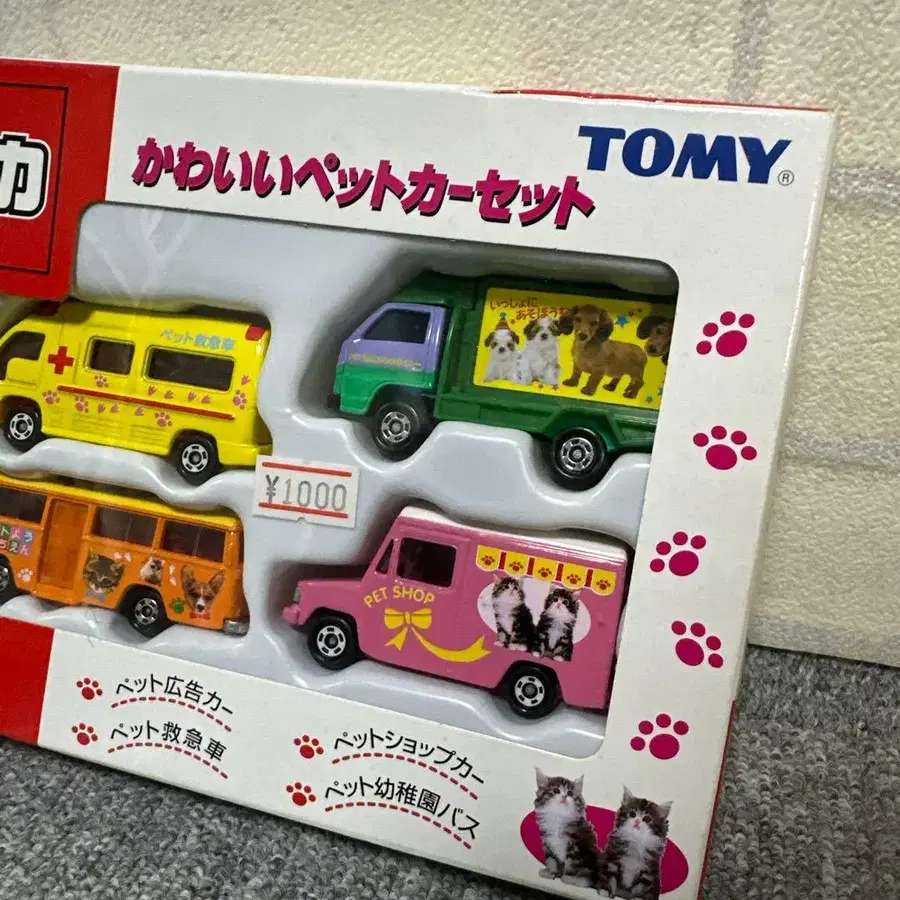 カ
かわいいペットカーセット
TOMY®
ペット救急車
いっしょに
あそぼうね
¥1000
PET SHOP
ペット広告カー
ペット救急車
ペットショップカー
ペット幼稚園バス